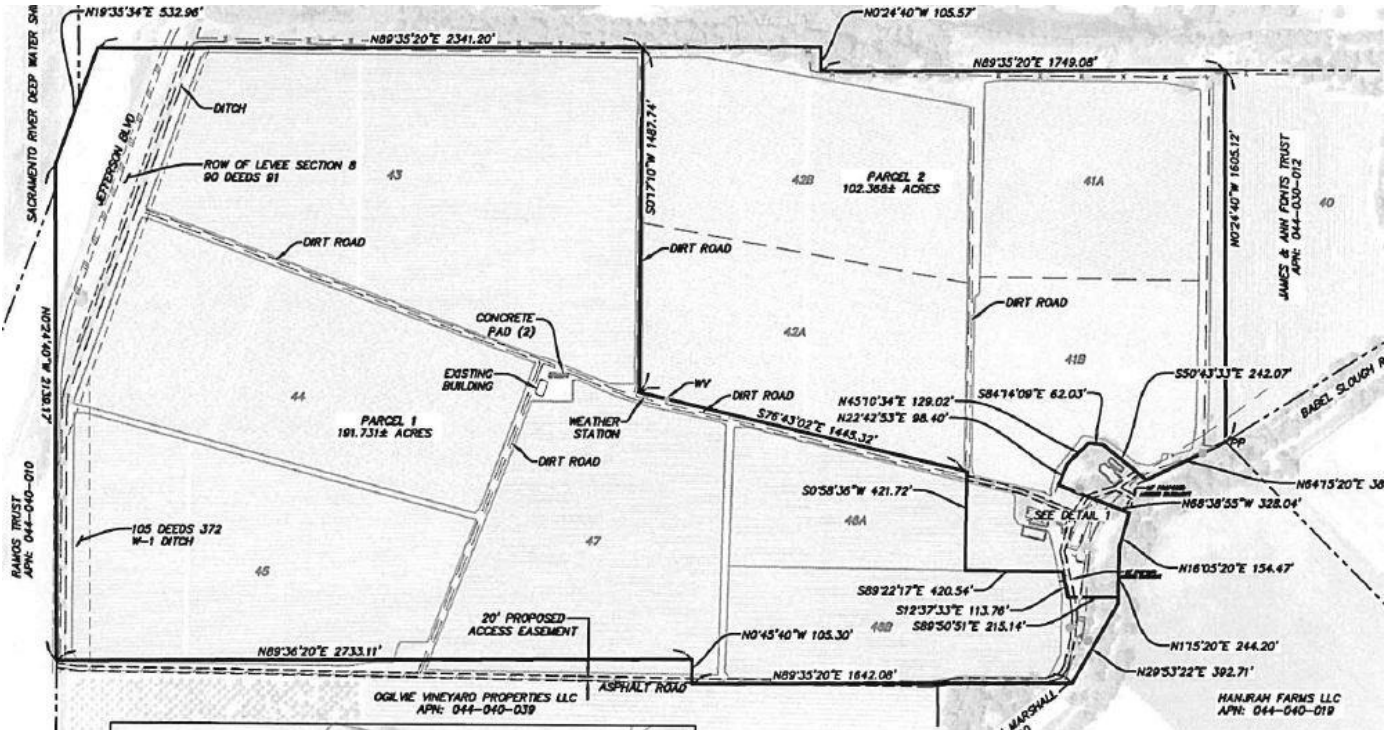 N19°35'34"E 532.96'
N0°24'40"W 105.57'
N89°35'20"E 2341.20'
N89°35'20"E 1749.08'
SACRAMENTO RIVER DEEP WATER
DITCH
JEFFERSON BLVD
ROW OF LEVEE SECTION 8
90 DEEDS 91
43
S0°17'10"W 1487.74'
42B
PARCEL 2
102.368± ACRES
41A
N0°24'40"W 1605.12'
JAMES & ANN FONTS TRUST
APN: 044-030-012
40
DIRT ROAD
DIRT ROAD
DIRT ROAD
CONCRETE
PAD (2)
42A
41B
EXISTING
BUILDING
WV
DIRT ROAD
S50°43'33"E 242.07'
S84°14'09"E 62.03'
N45°10'34"E 129.02'
N22°42'53"E 98.40'
BABEL SLOUGH R
N0°24'40"W 2136.17'
44
PARCEL 1
191.731± ACRES
WEATHER
STATION
S76°43'02"E 1445.32'
PP
DIRT ROAD
RAMOS TRUST
APN: 044-040-010
S0°58'36"W 421.72'
N64°15'20"E 38
N68°38'55"W 328.04'
SEE DETAIL 1
48A
105 DEEDS 372
W-1 DITCH
45
47
N16°05'20"E 154.47'
S89°22'17"E 420.54'
S12°37'33"E 113.76'
S89°50'51"E 215.14'
48B
20' PROPOSED
ACCESS EASEMENT
N0°45'40"W 105.30'
N1°15'20"E 244.20'
N89°36'20"E 2733.11'
N29°53'22"E 392.71'
N89°35'20"E 1642.08'
ASPHALT ROAD
OGILVIE VINEYARD PROPERTIES LLC
APN: 044-040-039
MARSHALL
HANJRAH FARMS LLC
APN: 044-040-019